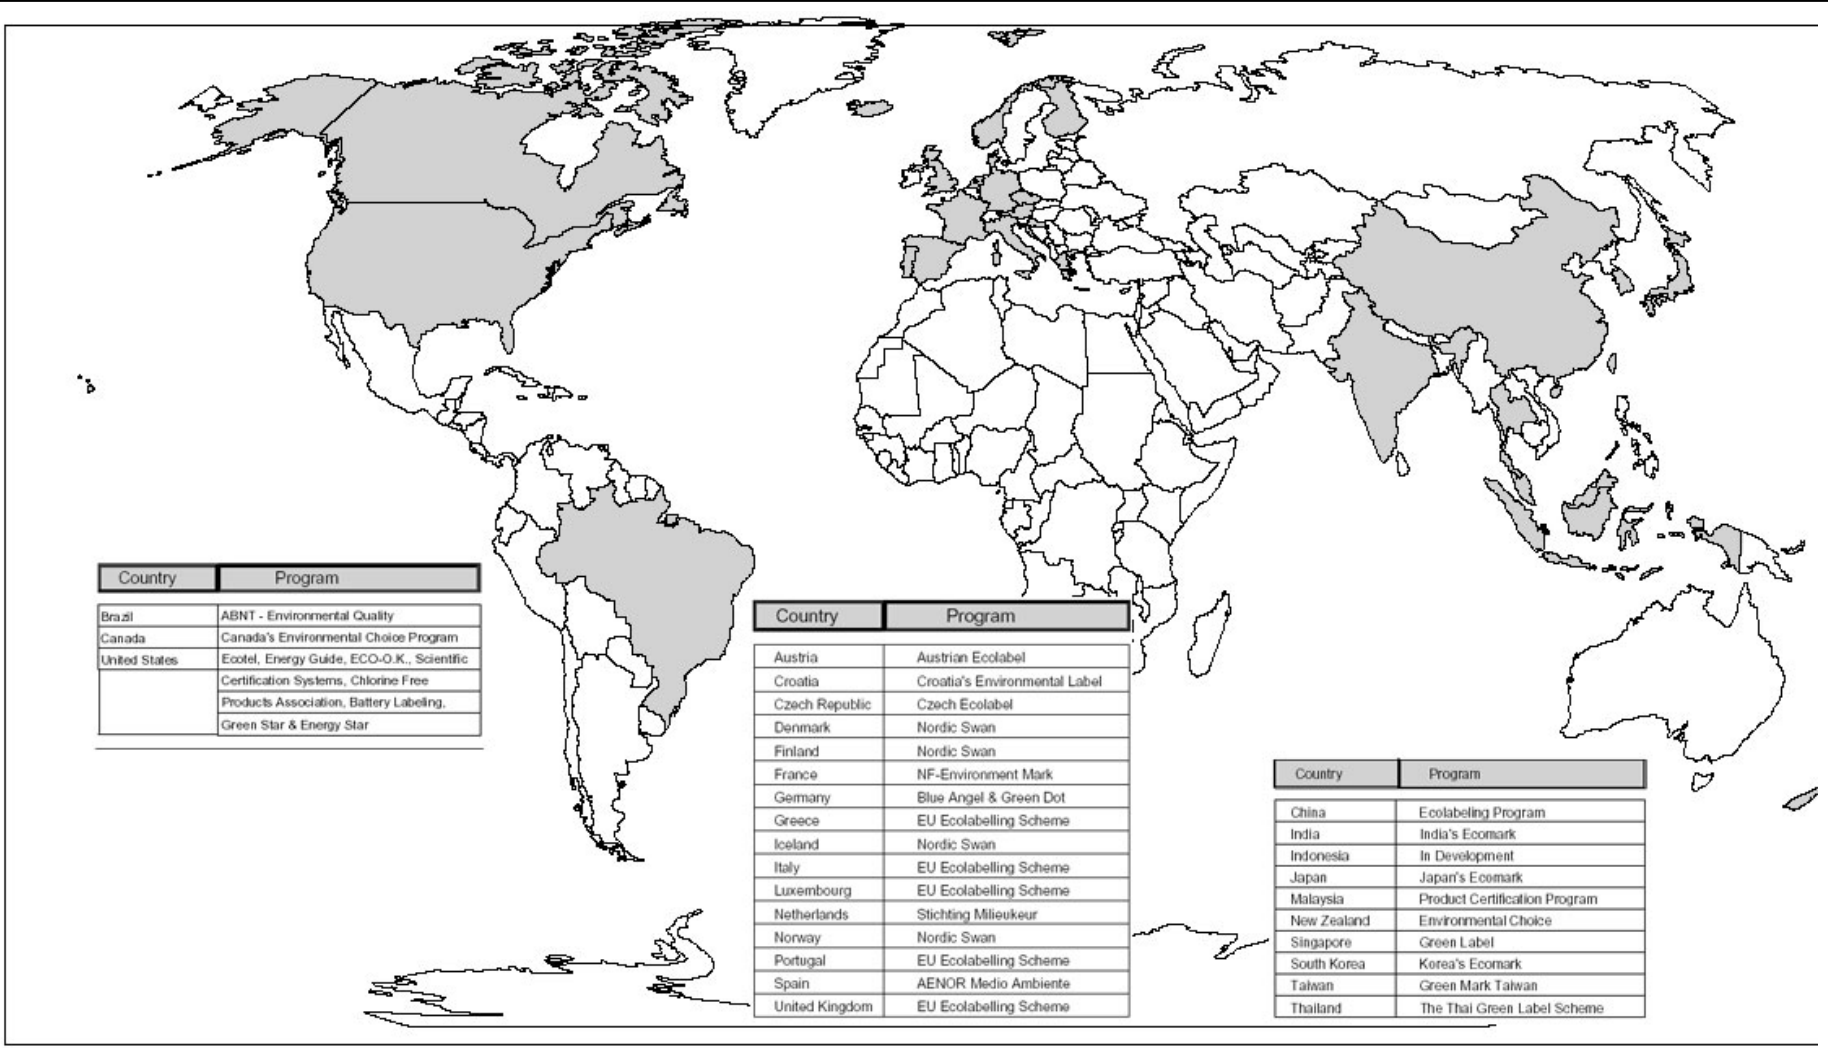 Country Program
Brazil ABNT - Environmental Quality
Canada Canada's Environmental Choice Program
United States Ecotel, Energy Guide, ECO-O.K., Scientific
Certification Systems, Chlorine Free
Products Association, Battery Labeling,
Green Star & Energy Star
Country Program
Austria Austrian Ecolabel
Croatia Croatia's Environmental Label
Czech Republic Czech Ecolabel
Denmark Nordic Swan
Finland Nordic Swan
France NF-Environment Mark
Germany Blue Angel & Green Dot
Greece EU Ecolabelling Scheme
Iceland Nordic Swan
Italy EU Ecolabelling Scheme
Luxembourg EU Ecolabelling Scheme
Netherlands Stichting Milieukeur
Norway Nordic Swan
Portugal EU Ecolabelling Scheme
Spain AENOR Medio Ambiente
United Kingdom EU Ecolabelling Scheme
Country Program
China Ecolabeling Program
India India's Ecomark
Indonesia In Development
Japan Japan's Ecomark
Malaysia Product Certification Program
New Zealand Environmental Choice
Singapore Green Label
South Korea Korea's Ecomark
Taiwan Green Mark Taiwan
Thailand The Thai Green Label Scheme